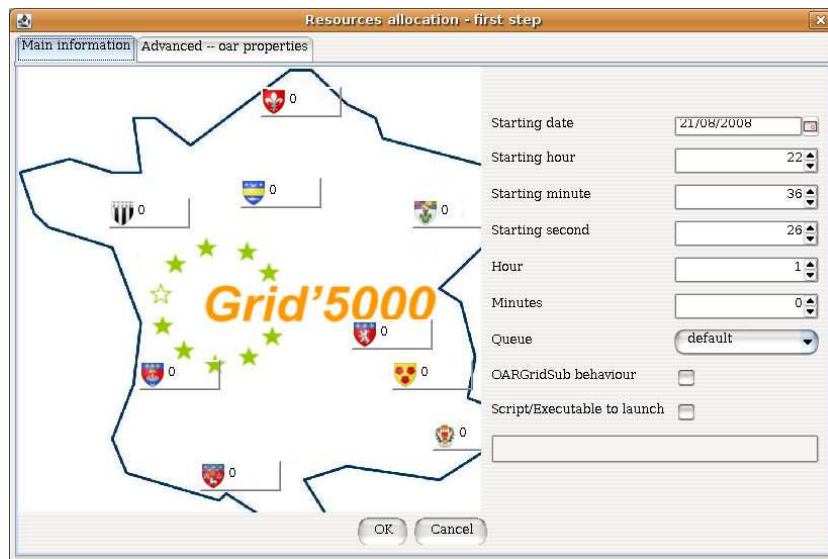 Resources allocation - first step
Main information
Advanced -- oar properties
0
0
0
0
Grid'5000
0
0
0
0
0
Starting date
21/08/2008
Starting hour
22
Starting minute
36
Starting second
26
Hour
1
Minutes
0
Queue
default
OARGridSub behaviour
Script/Executable to launch
OK
Cancel